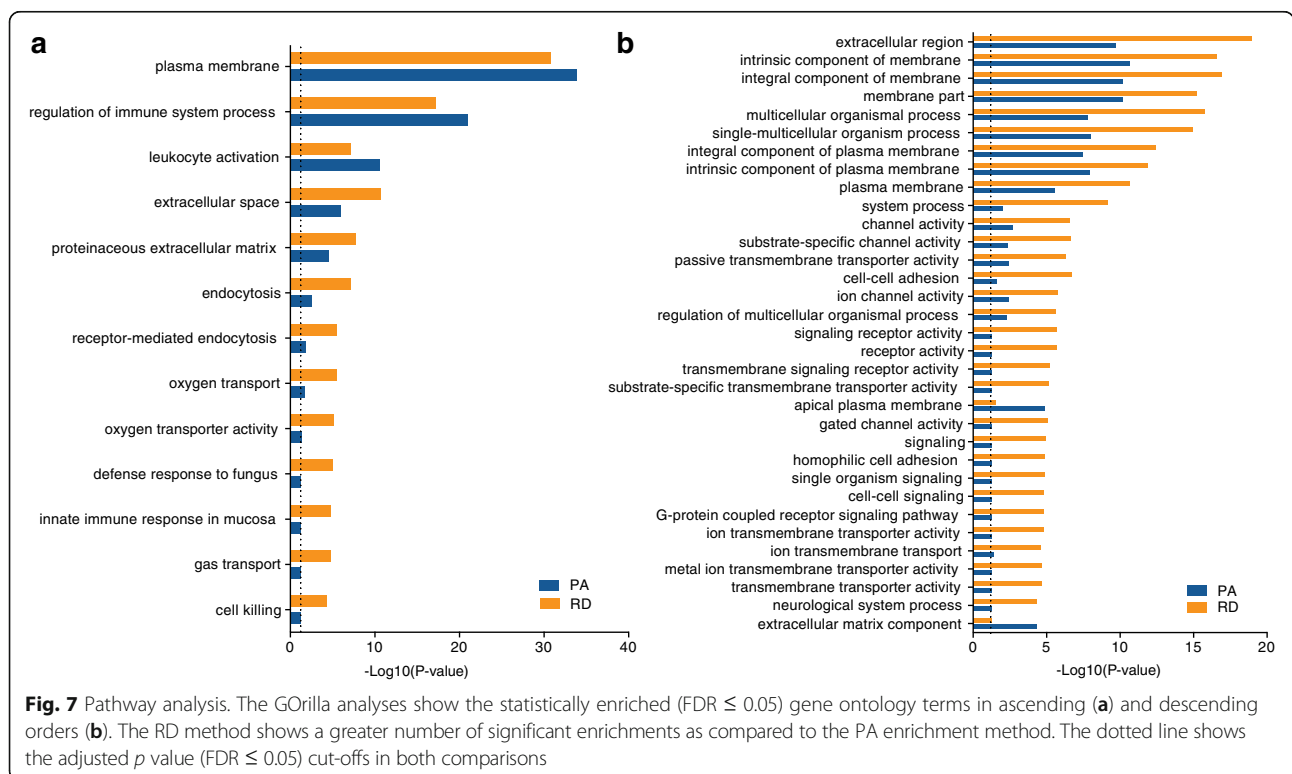 a
plasma membrane
regulation of immune system process
leukocyte activation
extracellular space
proteinaceous extracellular matrix
endocytosis
receptor-mediated endocytosis
oxygen transport
oxygen transporter activity
defense response to fungus
innate immune response in mucosa
gas transport
cell killing
PA
RD
0 10 20 30 40
-Log10(P-value)
b
extracellular region
intrinsic component of membrane
integral component of membrane
membrane part
multicellular organismal process
single-multicellular organism process
integral component of plasma membrane
intrinsic component of plasma membrane
plasma membrane
system process
channel activity
substrate-specific channel activity
passive transmembrane transporter activity
cell-cell adhesion
ion channel activity
regulation of multicellular organismal process
signaling receptor activity
receptor activity
transmembrane signaling receptor activity
substrate-specific transmembrane transporter activity
apical plasma membrane
gated channel activity
signaling
homophilic cell adhesion
single organism signaling
cell-cell signaling
G-protein coupled receptor signaling pathway
ion transmembrane transporter activity
ion transmembrane transport
metal ion transmembrane transporter activity
transmembrane transporter activity
neurological system process
extracellular matrix component
PA
RD
0 5 10 15 20
-Log10(P-value)
Fig. 7 Pathway analysis. The GOrilla analyses show the statistically enriched (FDR ≤ 0.05) gene ontology terms in ascending (a) and descending
orders (b). The RD method shows a greater number of significant enrichments as compared to the PA enrichment method. The dotted line shows
the adjusted p value (FDR ≤ 0.05) cut-offs in both comparisons